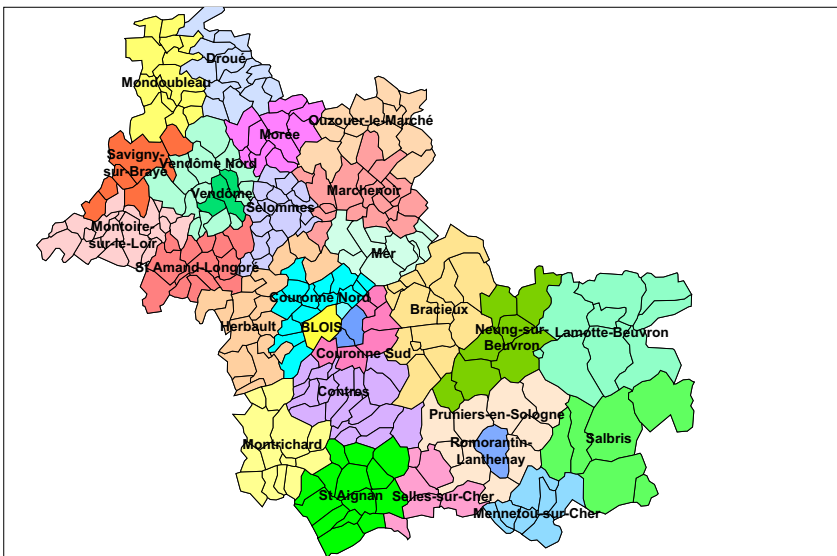 Droué
Mondoubleau
Ouzouer-le-Marché
Morée
Savigny-
sur-Braye
Vendôme Nord
Vendôme
Marchenoir
Selommes
Montoire-
sur-le-Loir
Mer
St Amand-Longpré
Couronne Nord
Bracieux
Herbault
BLOIS
Neung-sur-
Beuvron
Lamotte-Beuvron
Couronne Sud
Contres
Pruniers-en-Sologne
Montrichard
Romorantin-
Lanthenay
Salbris
St Aignan
Selles-sur-Cher
Mennetou-sur-Cher